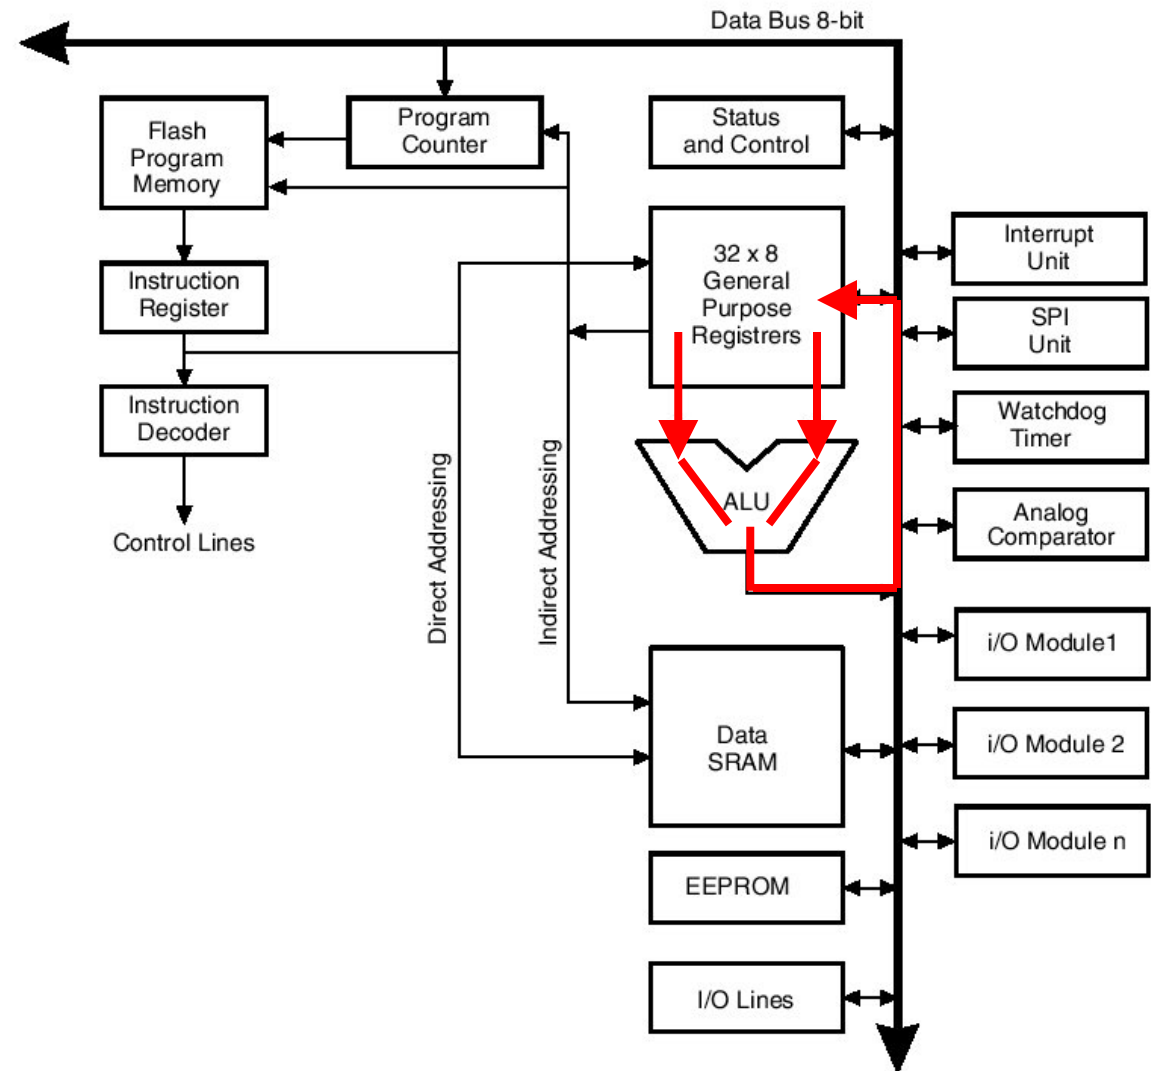 Data Bus 8-bit
Flash
Program
Memory
Program
Counter
Status
and Control
32 x 8
General
Purpose
Registrers
Interrupt
Unit
Instruction
Register
SPI
Unit
Instruction
Decoder
Watchdog
Timer
Control Lines
Direct Addressing
Indirect Addressing
ALU
Analog
Comparator
i/O Module1
Data
SRAM
i/O Module 2
i/O Module n
EEPROM
I/O Lines